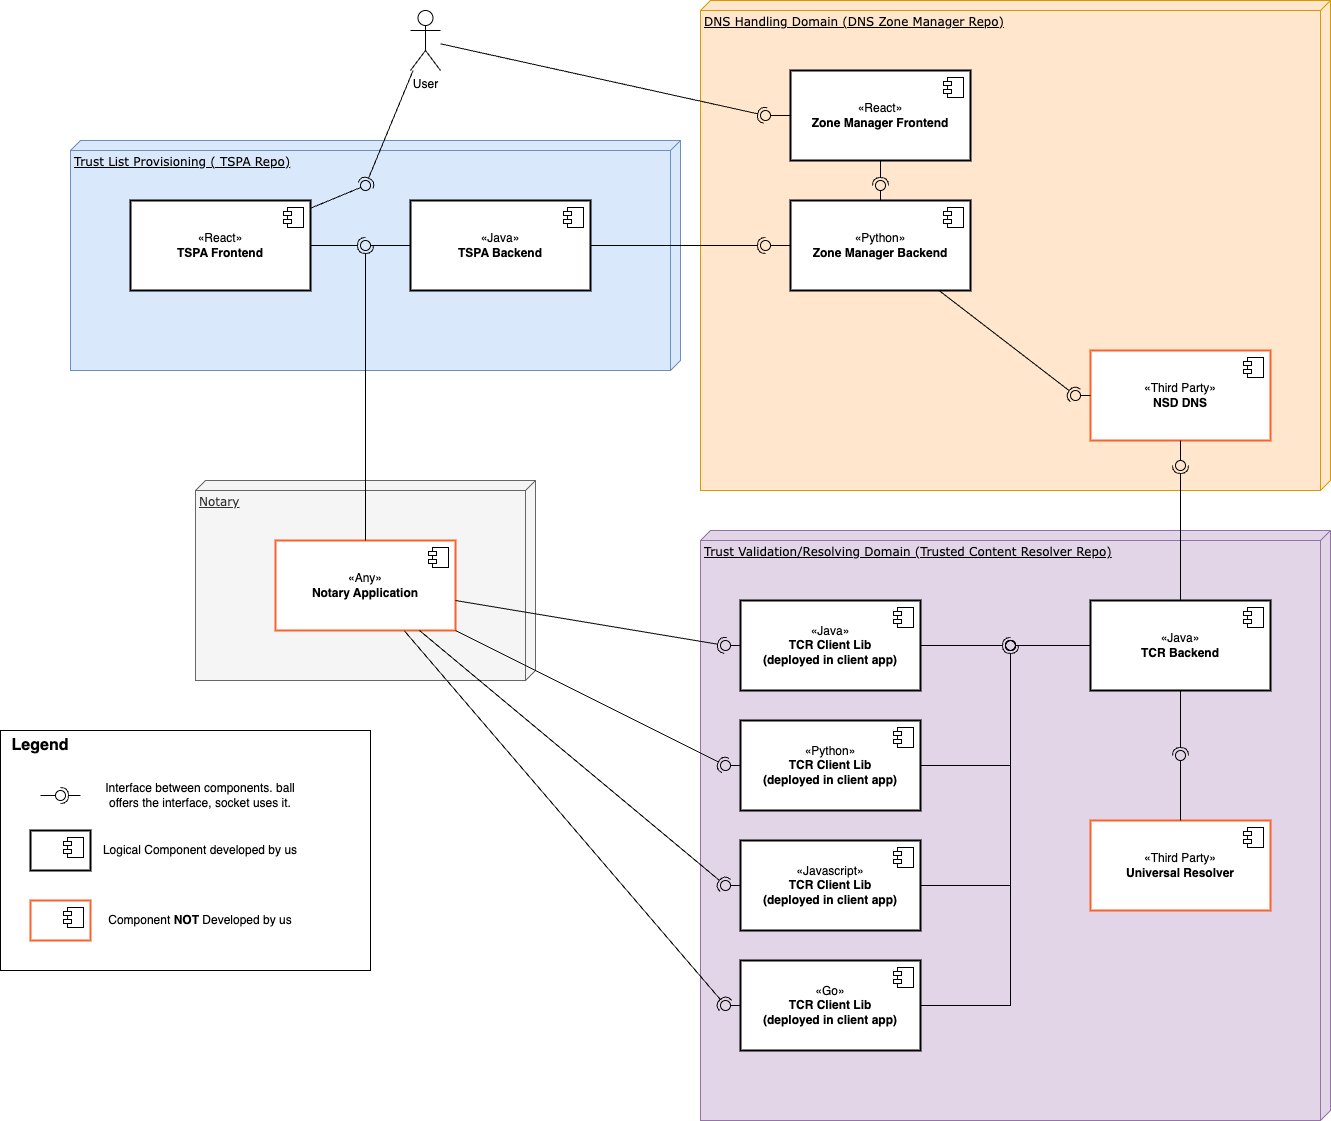 User
DNS Handling Domain (DNS Zone Manager Repo)
«React»
Zone Manager Frontend
«Python»
Zone Manager Backend
«Third Party»
NSD DNS
Trust List Provisioning ( TSPA Repo)
«React»
TSPA Frontend
«Java»
TSPA Backend
Notary
«Any»
Notary Application
Trust Validation/Resolving Domain (Trusted Content Resolver Repo)
«Java»
TCR Client Lib
(deployed in client app)
«Python»
TCR Client Lib
(deployed in client app)
«Javascript»
TCR Client Lib
(deployed in client app)
«Go»
TCR Client Lib
(deployed in client app)
«Java»
TCR Backend
«Third Party»
Universal Resolver
Legend
Interface between components. ball
offers the interface, socket uses it.
Logical Component developed by us
Component NOT Developed by us